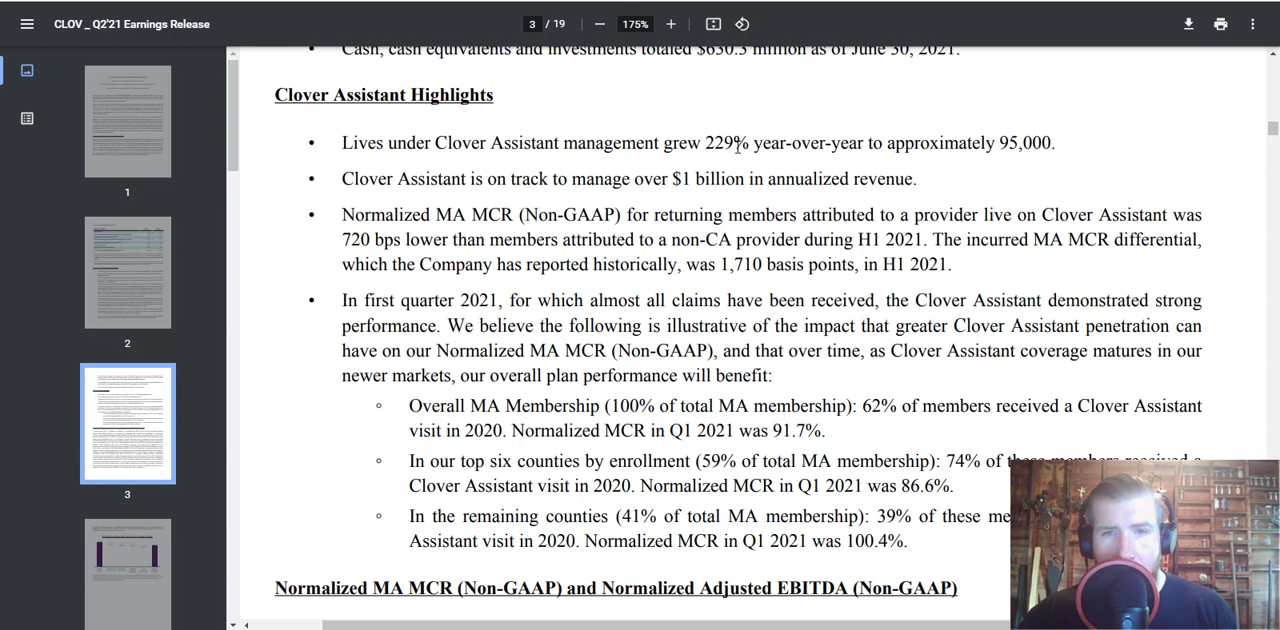 CLOV _ Q2'21 Earnings Release
3 / 19
175%
Cash, cash equivalents and investments totaled $630.3 million as of June 30, 2021.
Clover Assistant Highlights
• Lives under Clover Assistant management grew 229% year-over-year to approximately 95,000.
• Clover Assistant is on track to manage over $1 billion in annualized revenue.
• Normalized MA MCR (Non-GAAP) for returning members attributed to a provider live on Clover Assistant was
720 bps lower than members attributed to a non-CA provider during H1 2021. The incurred MA MCR differential,
which the Company has reported historically, was 1,710 basis points, in H1 2021.
• In first quarter 2021, for which almost all claims have been received, the Clover Assistant demonstrated strong
performance. We believe the following is illustrative of the impact that greater Clover Assistant penetration can
have on our Normalized MA MCR (Non-GAAP), and that over time, as Clover Assistant coverage matures in our
newer markets, our overall plan performance will benefit:
Overall MA Membership (100% of total MA membership): 62% of members received a Clover Assistant
visit in 2020. Normalized MCR in Q1 2021 was 91.7%.
◦ In our top six counties by enrollment (59% of total MA membership): 74% of these members received a
Clover Assistant visit in 2020. Normalized MCR in Q1 2021 was 86.6%.
◦ In the remaining counties (41% of total MA membership): 39% of these
Assistant visit in 2020. Normalized MCR in Q1 2021 was 100.4%.
Normalized MA MCR (Non-GAAP) and Normalized Adjusted EBITDA (Non-GAAP)
1
2
3